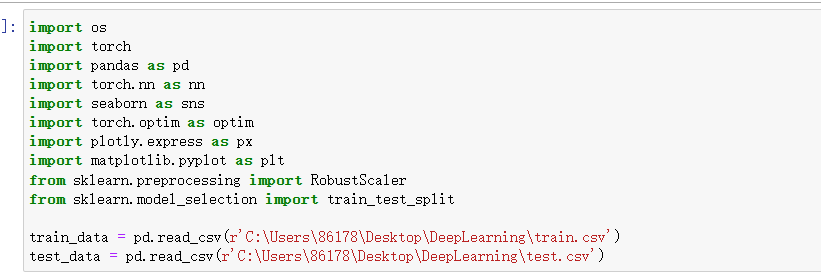 ]:
import os
import torch
import pandas as pd
import torch.nn as nn
import seaborn as sns
import torch.optim as optim
import plotly.express as px
import matplotlib.pyplot as plt
from sklearn.preprocessing import RobustScaler
from sklearn.model_selection import train_test_split
train_data = pd.read_csv(r'C:\Users\86178\Desktop\DeepLearning\train.csv')
test_data = pd.read_csv(r'C:\Users\86178\Desktop\DeepLearning\test.csv')